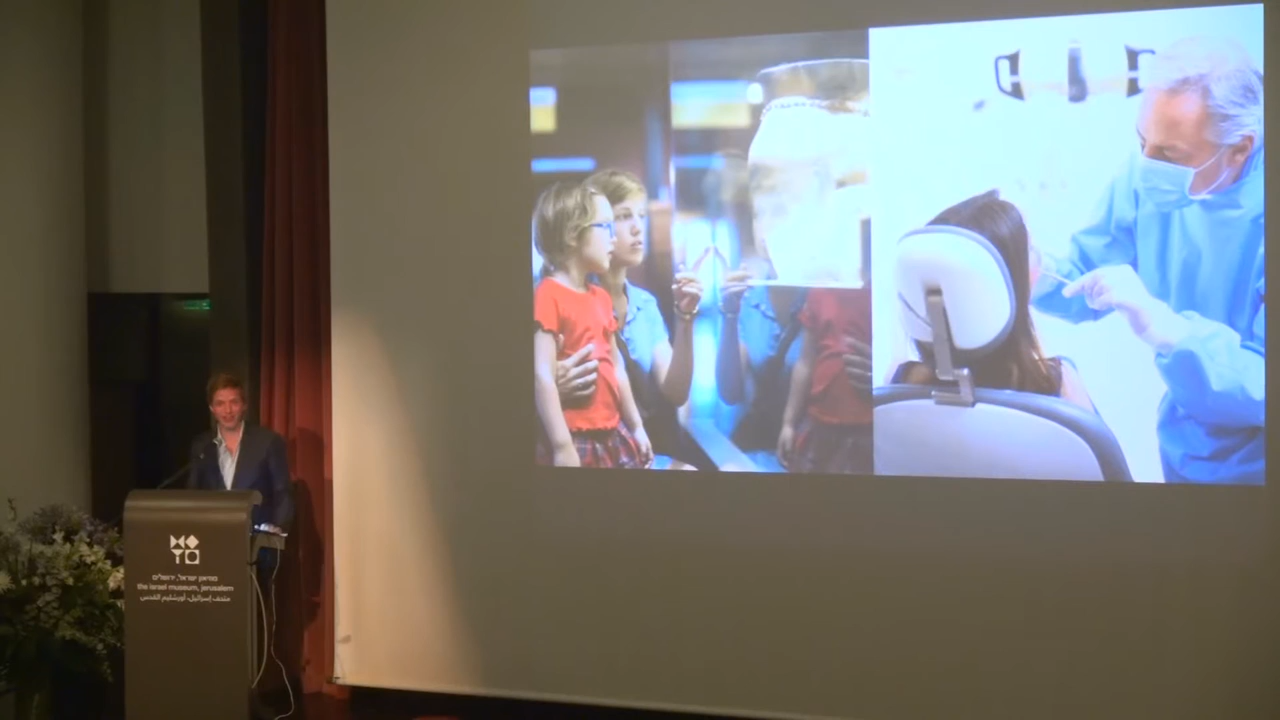 מוזיאון ישראל, ירושלים
the israel museum, jerusalem
متحف إسرائيل، أورشليم القدس